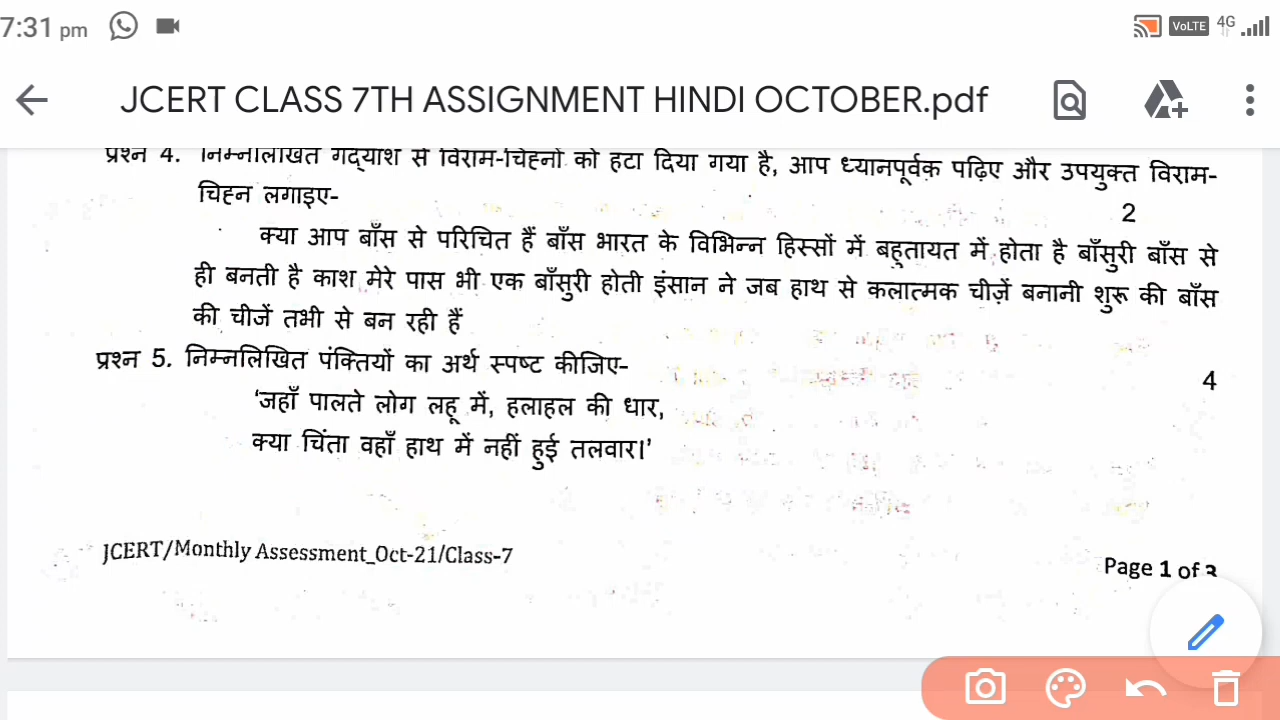 7:31 pm VoLTE 4G
JCERT CLASS 7TH ASSIGNMENT HINDI OCTOBER.pdf
प्रश्न 4. निम्नलिखित गद्यांश से विराम-चिह्नों को हटा दिया गया है, आप ध्यानपूर्वक पढ़िए और उपयुक्त विराम-
चिह्न लगाइए- 2
क्या आप बाँस से परिचित हैं बाँस भारत के विभिन्न हिस्सों में बहुतायत में होता है बाँसुरी बाँस से
ही बनती है काश मेरे पास भी एक बाँसुरी होती इंसान ने जब हाथ से कलात्मक चीज़ें बनानी शुरू की बाँस
की चीजें तभी से बन रही हैं
प्रश्न 5. निम्नलिखित पंक्तियों का अर्थ स्पष्ट कीजिए- 4
'जहाँ पालते लोग लहू में, हलाहल की धार,
क्या चिंता वहाँ हाथ में नहीं हुई तलवार।'
JCERT/Monthly Assessment_Oct-21/Class-7
Page 1 of 3